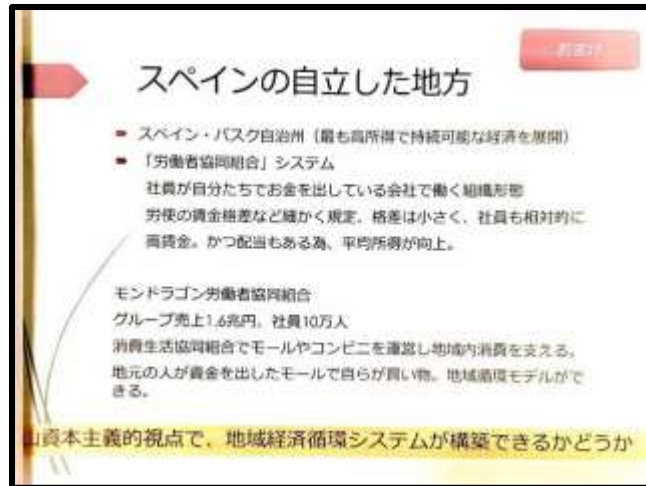 おまけ
スペインの自立した地方
スペイン・バスク自治州（最も高所得で持続可能な経済を展開）
「労働者協同組合」システム
社員が自分たちでお金を出している会社で働く組織形態
労使の賃金格差など細かく規定、格差は小さく、社員も相対的に
高賃金。かつ配当もある為、平均所得が向上。
モンドラゴン労働者協同組合
グループ売上1.6兆円、社員10万人
消費生活協同組合でモールやコンビニを運営し地域内消費を支える。
地元の人が資金を出したモールで自らが買い物。地域循環モデルがで
きる。
山資本主義的視点で、地域経済循環システムが構築できるかどうか